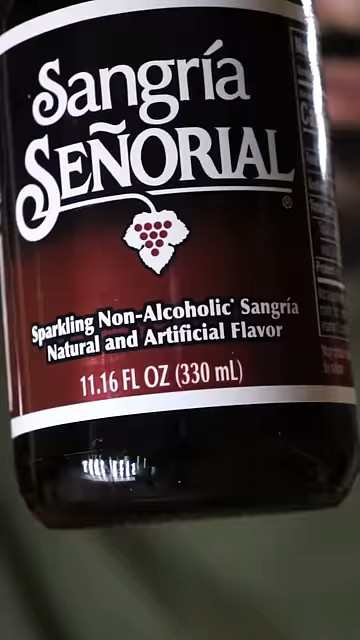 Sangría
SEÑORIAL®
Sparkling Non-Alcoholic* Sangría
Natural and Artificial Flavor
11.16 FL OZ (330 mL)